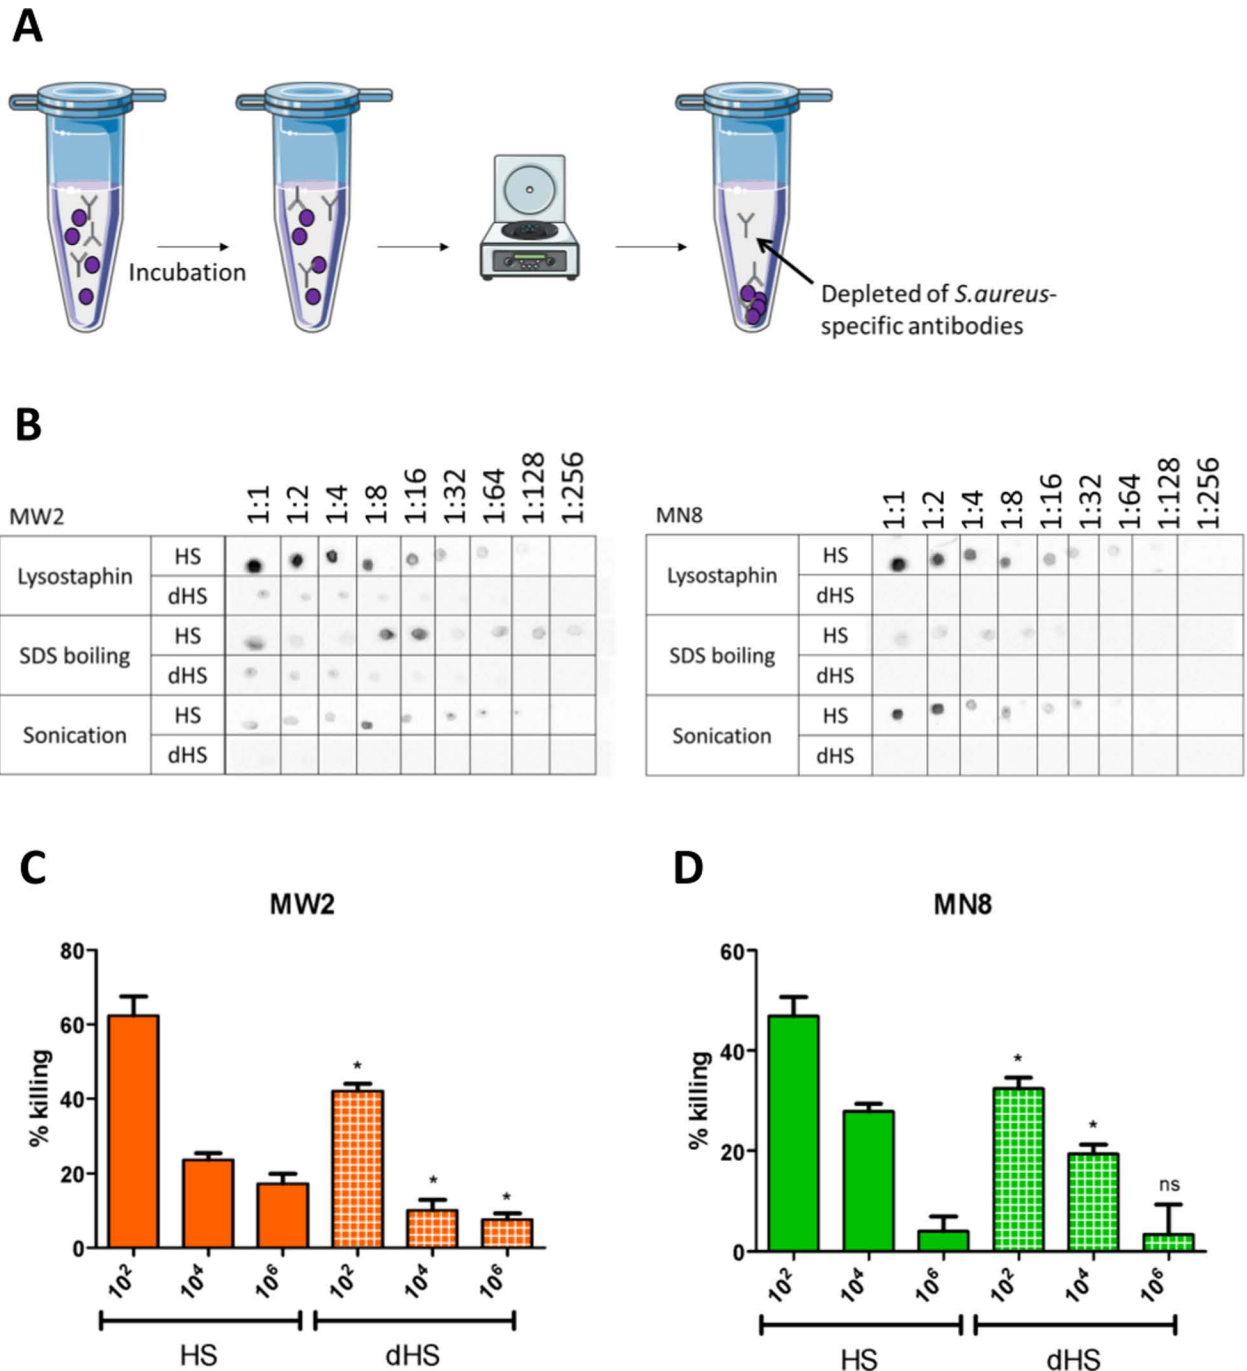 A
Incubation
Depleted of S.aureus-
specific antibodies
B
MW2
1:1 1:2 1:4 1:8 1:16 1:32 1:64 1:128 1:256
Lysostaphin
HS
dHS
SDS boiling
HS
dHS
Sonication
HS
dHS
MN8
1:1 1:2 1:4 1:8 1:16 1:32 1:64 1:128 1:256
Lysostaphin
HS
dHS
SDS boiling
HS
dHS
Sonication
HS
dHS
C
MW2
% killing
80
60
40
20
0
* * *
10² 10⁴ 10⁶ 10² 10⁴ 10⁶
HS dHS
D
MN8
% killing
60
40
20
0
* * ns
10² 10⁴ 10⁶ 10² 10⁴ 10⁶
HS dHS